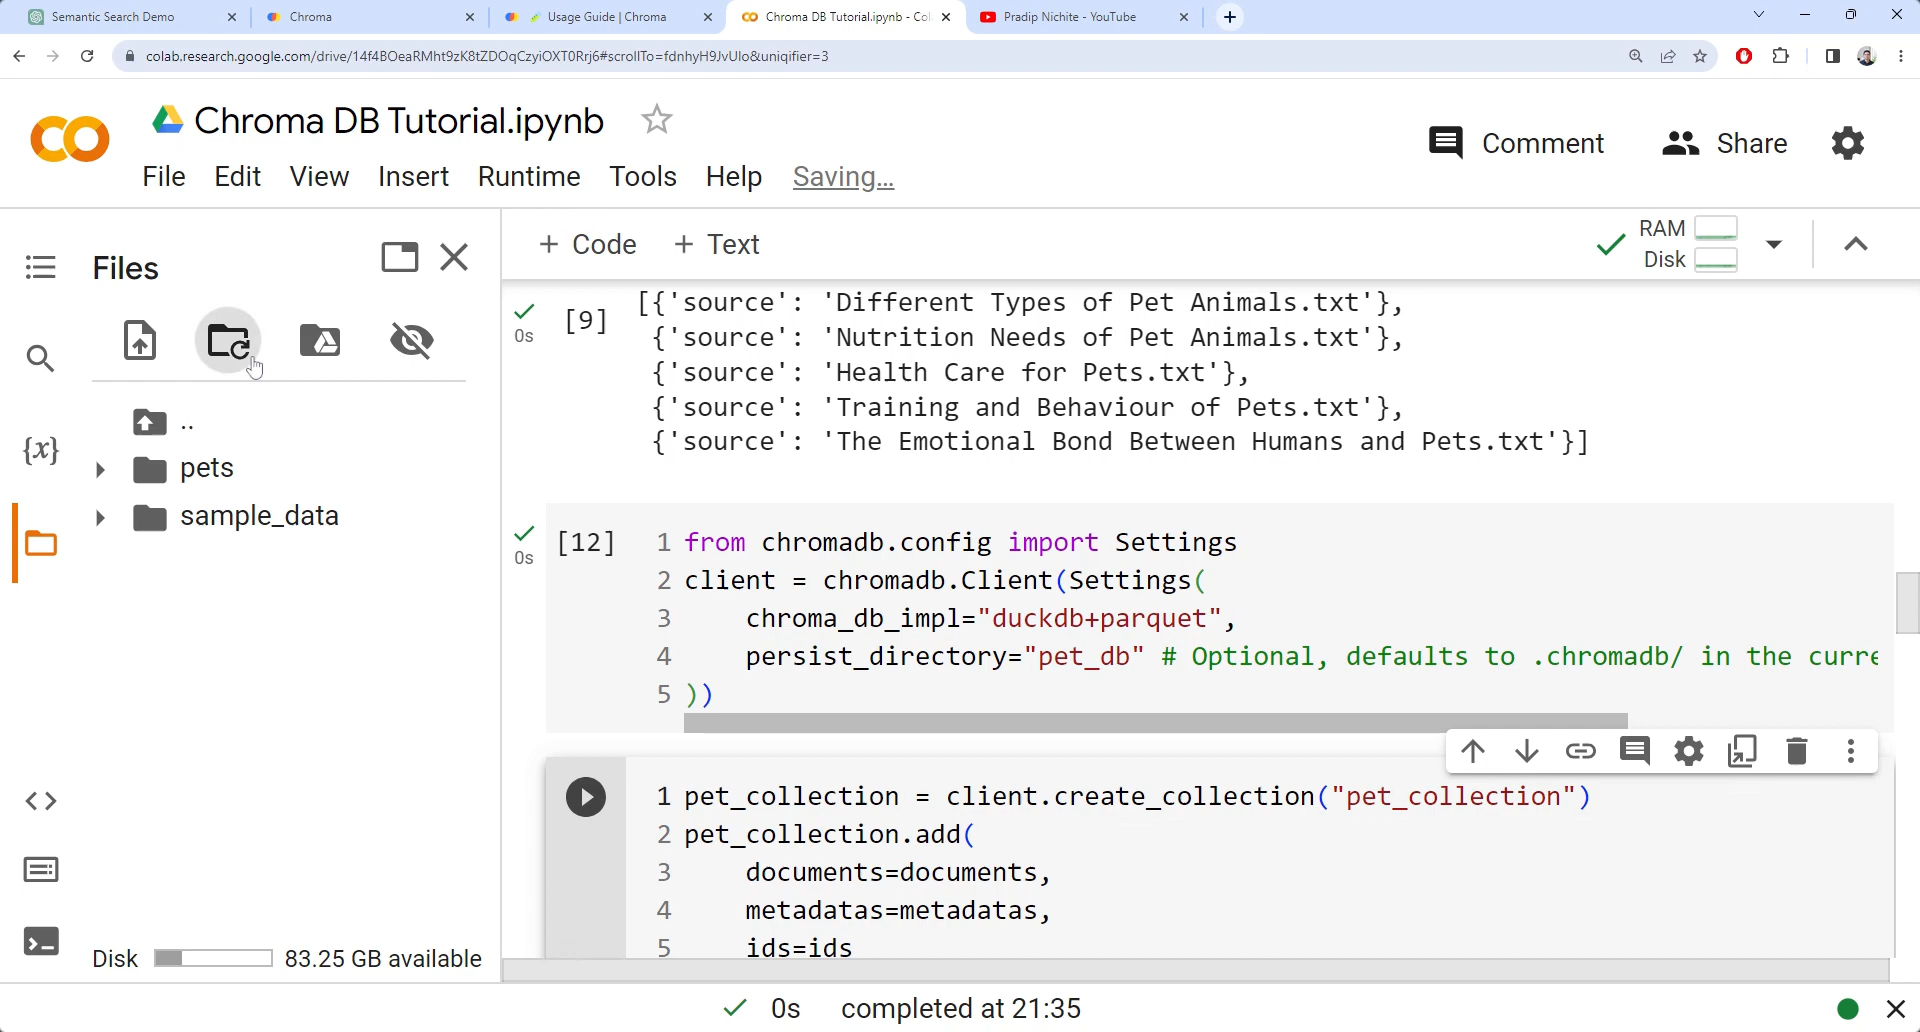 Semantic Search Demo
Chroma
Usage Guide | Chroma
Chroma DB Tutorial.ipynb - Col
Pradip Nichite - YouTube
colab.research.google.com/drive/14f4BOeaRMht9zK8tZDOqCzyiOXT0Rrj6#scrollTo=fdnhyH9JvUIo&uniqifier=3
Chroma DB Tutorial.ipynb
Comment
Share
File Edit View Insert Runtime Tools Help Saving...
Files
+ Code + Text
RAM
Disk
..
pets
sample_data
{x}
0s
[9]
[{'source': 'Different Types of Pet Animals.txt'},
{'source': 'Nutrition Needs of Pet Animals.txt'},
{'source': 'Health Care for Pets.txt'},
{'source': 'Training and Behaviour of Pets.txt'},
{'source': 'The Emotional Bond Between Humans and Pets.txt'}]
0s
[12]
1 from chromadb.config import Settings
2 client = chromadb.Client(Settings(
3 chroma_db_impl="duckdb+parquet",
4 persist_directory="pet_db" # Optional, defaults to .chromadb/ in the curre
5 ))
1 pet_collection = client.create_collection("pet_collection")
2 pet_collection.add(
3 documents=documents,
4 metadatas=metadatas,
5 ids=ids
Disk 83.25 GB available
0s completed at 21:35